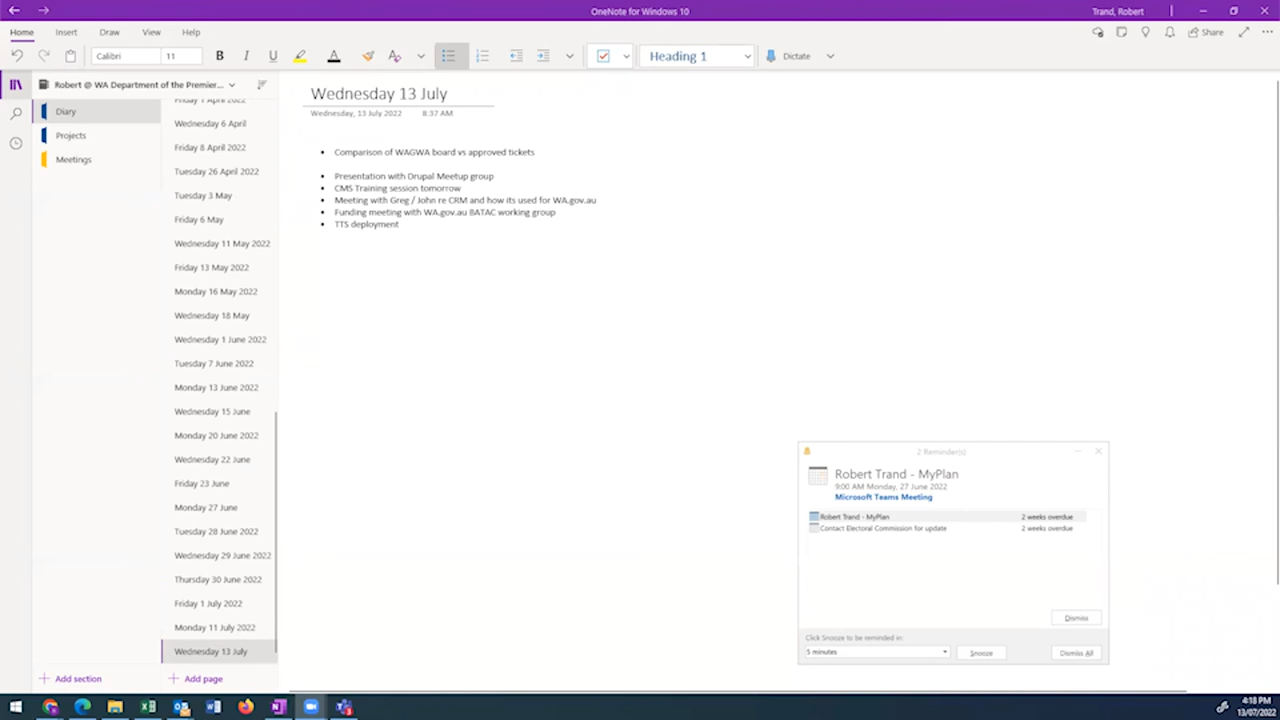 OneNote for Windows 10
Trand, Robert
Home Insert Draw View Help
Share
Calibri 11 B I U A Heading 1 Dictate
Robert @ WA Department of the Premier...
Diary
Projects
Meetings
Friday 1 April 2022
Wednesday 6 April
Friday 8 April 2022
Tuesday 26 April 2022
Tuesday 3 May
Friday 6 May
Wednesday 11 May 2022
Friday 13 May 2022
Monday 16 May 2022
Wednesday 18 May
Wednesday 1 June 2022
Tuesday 7 June 2022
Monday 13 June 2022
Wednesday 15 June
Monday 20 June 2022
Wednesday 22 June
Friday 23 June
Monday 27 June
Tuesday 28 June 2022
Wednesday 29 June 2022
Thursday 30 June 2022
Friday 1 July 2022
Monday 11 July 2022
Wednesday 13 July
Add section
Add page
Wednesday 13 July
Wednesday, 13 July 2022 8:37 AM
• Comparison of WAGWA board vs approved tickets
• Presentation with Drupal Meetup group
• CMS Training session tomorrow
• Meeting with Greg / John re CRM and how its used for WA.gov.au
• Funding meeting with WA.gov.au BATAC working group
• TTS deployment
2 Reminder(s)
Robert Trand - MyPlan
9:00 AM Monday, 27 June 2022
Microsoft Teams Meeting
Robert Trand - MyPlan 2 weeks overdue
Contact Electoral Commission for update 2 weeks overdue
Dismiss
Click Snooze to be reminded in:
5 minutes Snooze Dismiss All
4:18 PM
13/07/2022